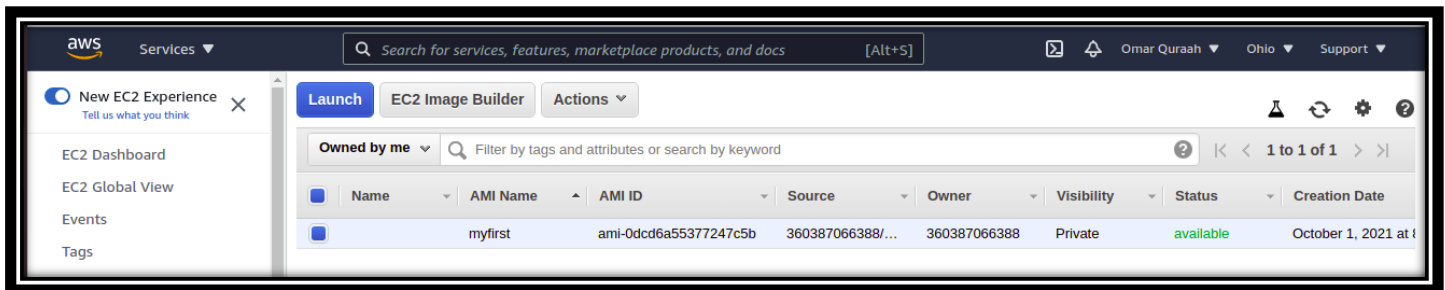 aws Services ▼ Search for services, features, marketplace products, and docs [Alt+S] Omar Quraah ▼ Ohio ▼ Support ▼
New EC2 Experience
Tell us what you think
Launch EC2 Image Builder Actions
Owned by me Filter by tags and attributes or search by keyword 1 to 1 of 1
EC2 Dashboard
EC2 Global View
Events
Tags
Name AMI Name AMI ID Source Owner Visibility Status Creation Date
myfirst ami-0dcd6a55377247c5b 360387066388/... 360387066388 Private available October 1, 2021 at